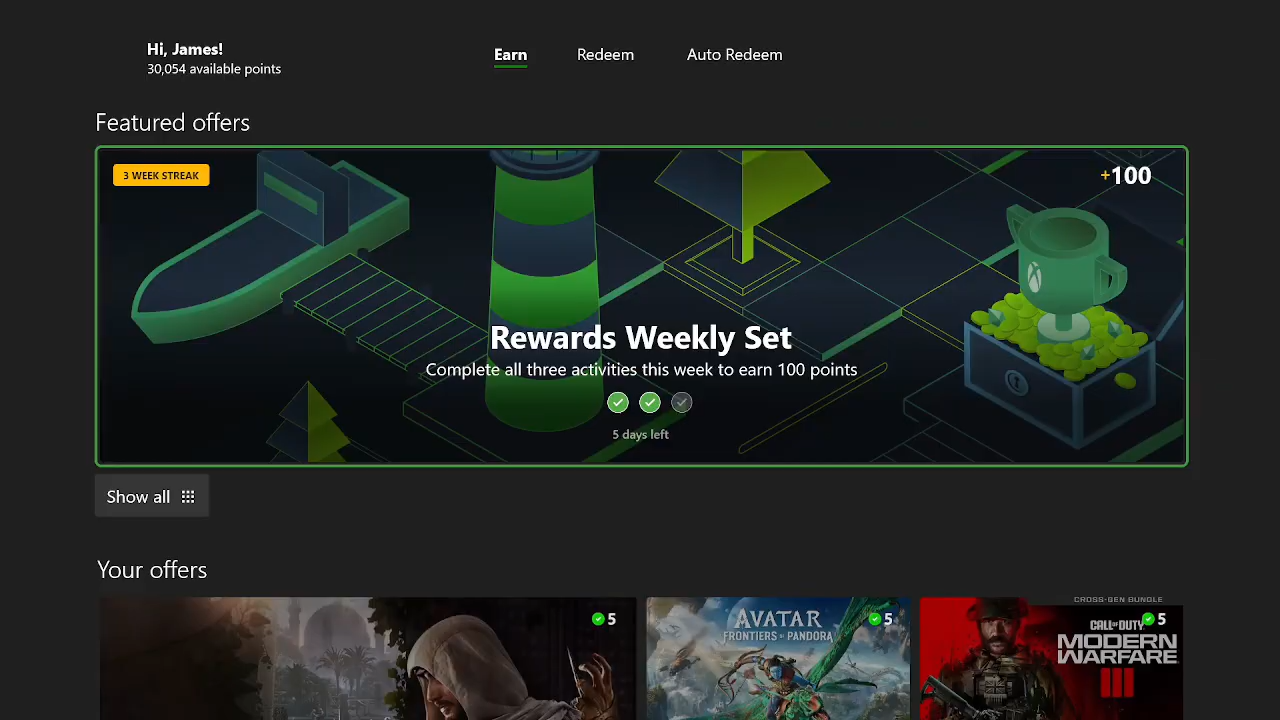 Hi, James!
30,054 available points
Earn
Redeem
Auto Redeem
Featured offers
3 WEEK STREAK
+100
Rewards Weekly Set
Complete all three activities this week to earn 100 points
5 days left
Show all
Your offers
5
AVATAR
FRONTIERS OF PANDORA
5
CROSS-GEN BUNDLE
CALL OF DUTY
5
MODERN
WARFARE
III